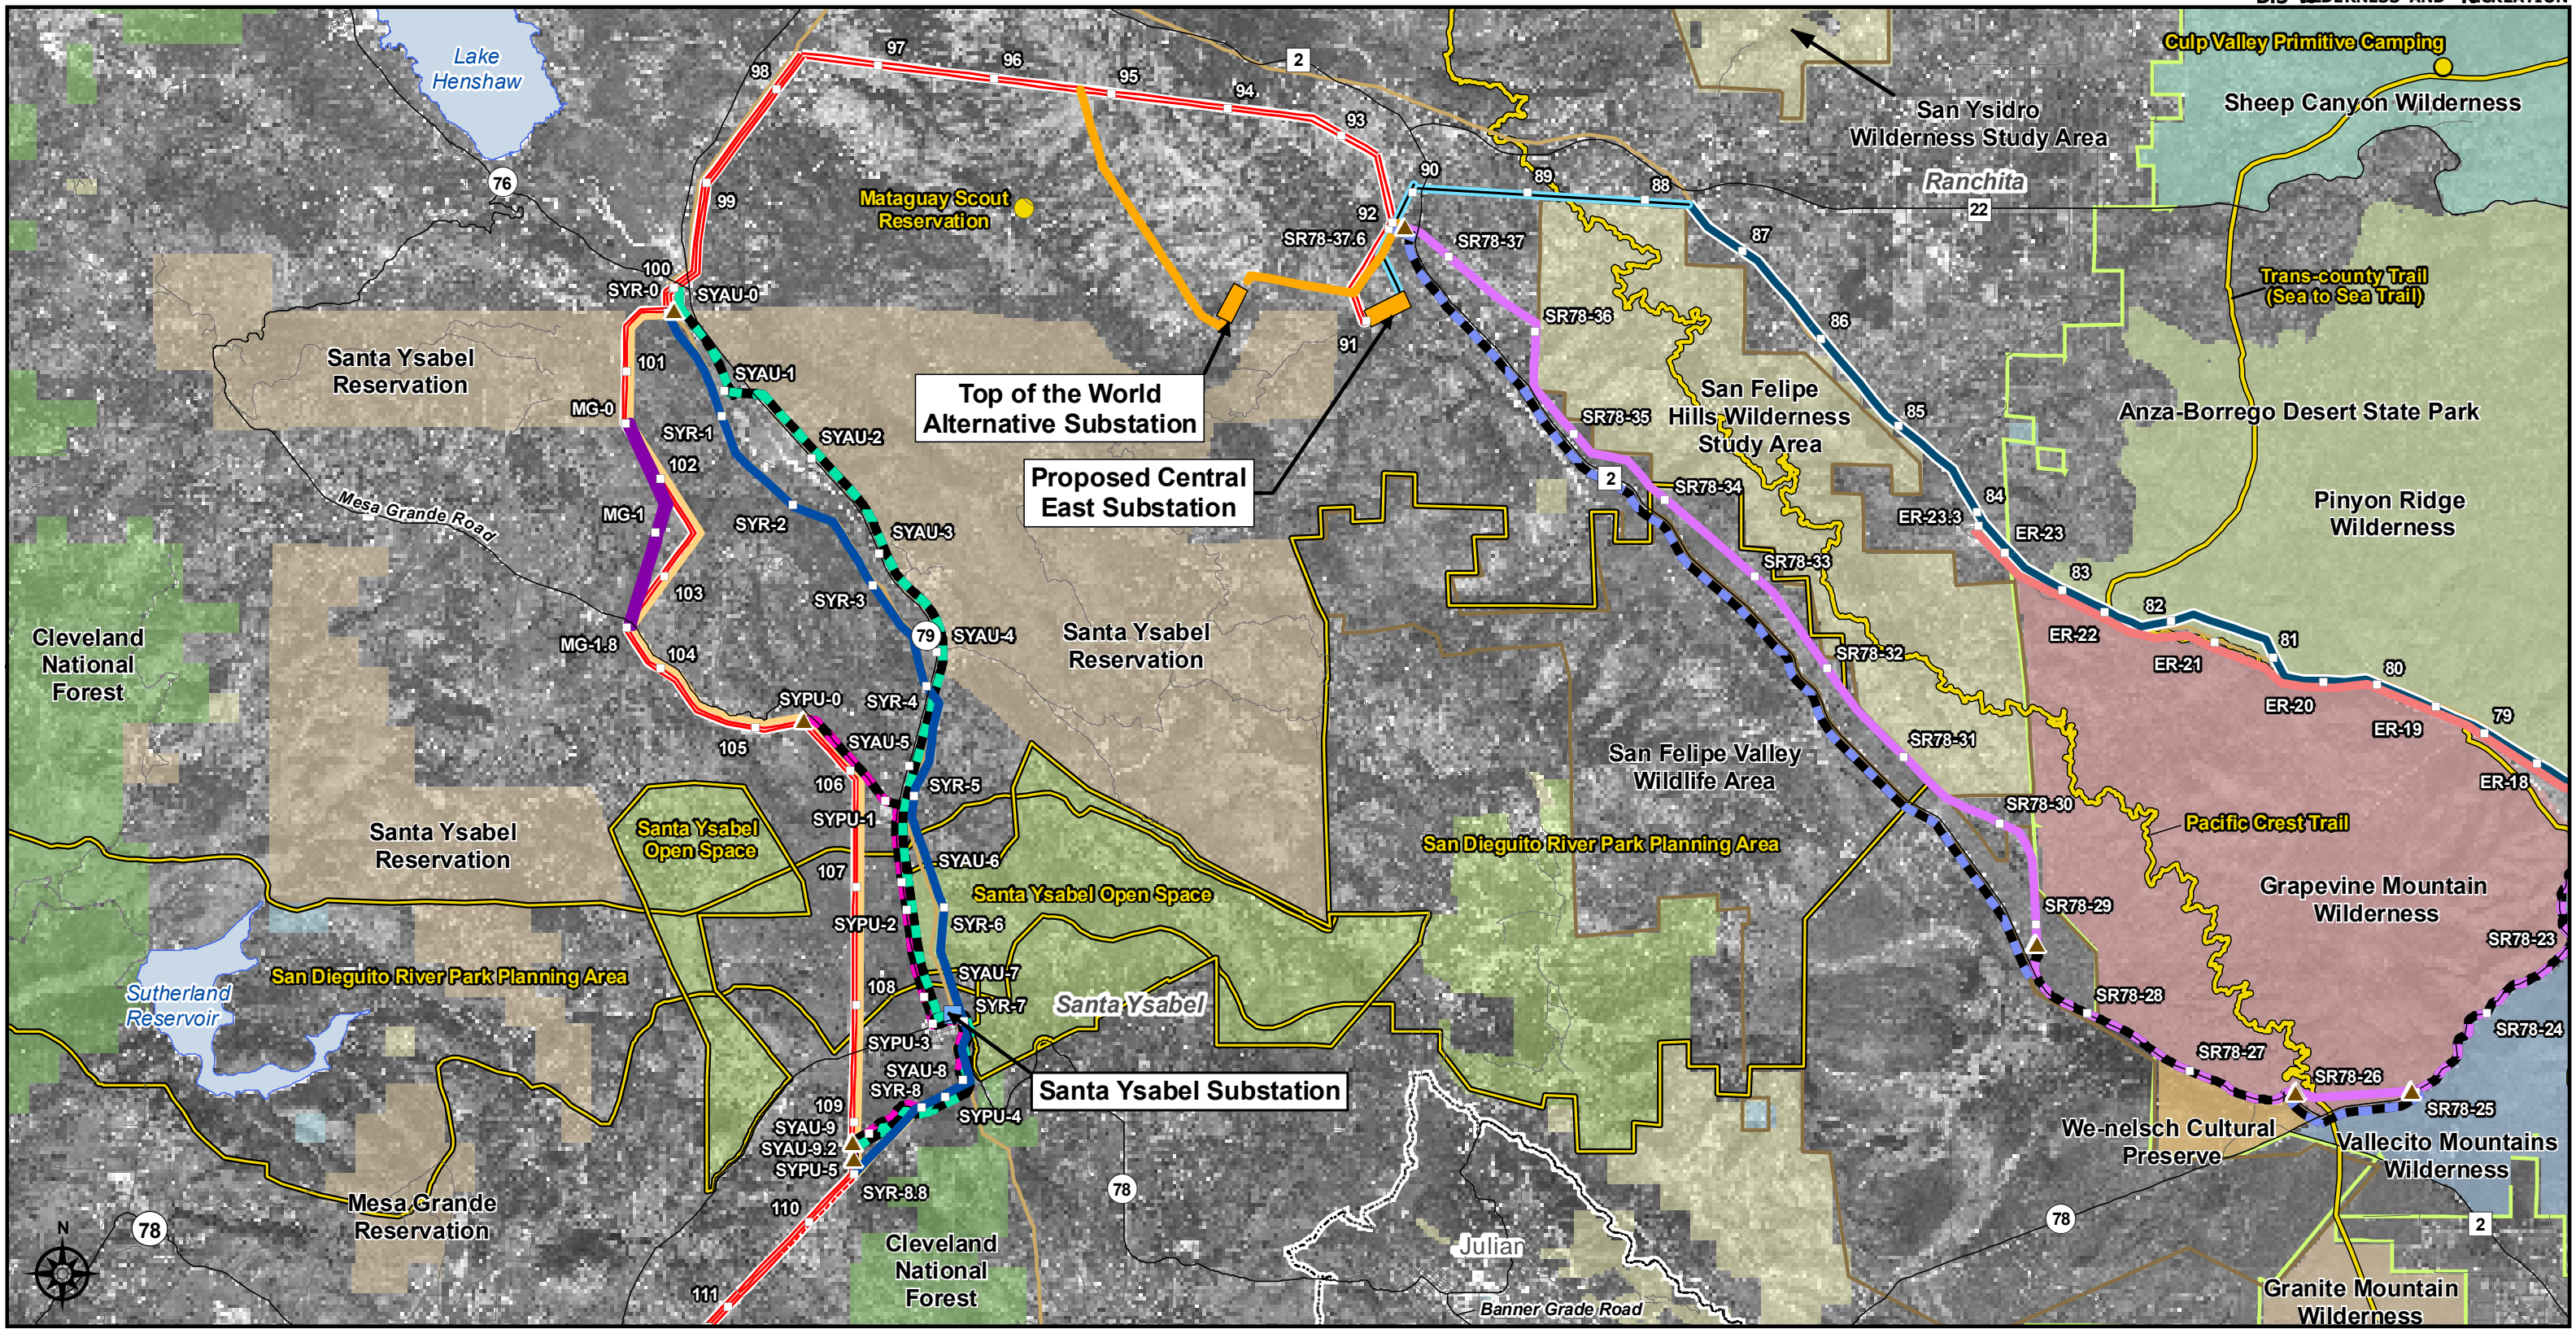 Culp Valley Primitive Camping
Lake
Henshaw
97
96
95
94
93
98
2
San Ysidro
Wilderness Study Area
Sheep Canyon Wilderness
76
99
Mataguay Scout
Reservation
90
89
88
92
SR78-37.6
SR78-37
87
Ranchita
22
100
SYR-0
SYAU-0
Trans-county Trail
(Sea to Sea Trail)
SR78-36
86
91
Santa Ysabel
Reservation
101
SYAU-1
Top of the World
Alternative Substation
San Felipe
Hills Wilderness
Study Area
Anza-Borrego Desert State Park
MG-0
SYR-1
SYAU-2
SR78-35
85
102
Proposed Central
East Substation
2
SR78-34
84
Pinyon Ridge
Wilderness
Mesa Grande Road
MG-1
SYR-2
SYAU-3
ER-23.3
ER-23
103
SYR-3
SR78-33
83
82
Cleveland
National
Forest
MG-1.8
104
79
SYAU-4
Santa Ysabel
Reservation
SR78-32
ER-22
81
ER-21
80
SYPU-0
SYR-4
ER-20
ER-19
79
105
SYAU-5
San Felipe Valley
Wildlife Area
SR78-31
106
SYR-5
ER-18
SYPU-1
SR78-30
Pacific Crest Trail
Santa Ysabel
Reservation
Santa Ysabel
Open Space
San Dieguito River Park Planning Area
107
SYAU-6
Santa Ysabel Open Space
Grapevine Mountain
Wilderness
SYPU-2
SYR-6
SR78-29
SR78-23
San Dieguito River Park Planning Area
Sutherland
Reservoir
108
SYAU-7
SYR-7
Santa Ysabel
SR78-28
SR78-24
SYPU-3
SR78-27
SYAU-8
SYR-8
Santa Ysabel Substation
SR78-26
109
SYPU-4
SR78-25
SYAU-9
SYAU-9.2
SYPU-5
We-nelsch Cultural
Preserve
Vallecito Mountains
Wilderness
SYR-8.8
78
Mesa Grande
Reservation
110
78
78
2
N
Cleveland
National
Forest
Julian
111
Banner Grade Road
Granite Mountain
Wilderness